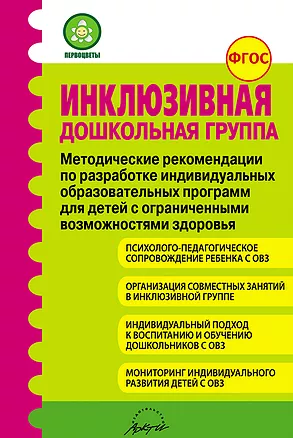 ПЕРВОЦВЕТЫ
ФГОС
ИНКЛЮЗИВНАЯ
ДОШКОЛЬНАЯ ГРУППА
Методические рекомендации
по разработке индивидуальных
образовательных программ
для детей с ограниченными
возможностями здоровья
ПСИХОЛОГО-ПЕДАГОГИЧЕСКОЕ
СОПРОВОЖДЕНИЕ РЕБЕНКА С ОВЗ
ОРГАНИЗАЦИЯ СОВМЕСТНЫХ ЗАНЯТИЙ
В ИНКЛЮЗИВНОЙ ГРУППЕ
ИНДИВИДУАЛЬНЫЙ ПОДХОД
К ВОСПИТАНИЮ И ОБУЧЕНИЮ
ДОШКОЛЬНИКОВ С ОВЗ
МОНИТОРИНГ ИНДИВИДУАЛЬНОГО
РАЗВИТИЯ ДЕТЕЙ С ОВЗ
ИЗДАТЕЛЬСТВО
АРКТИ